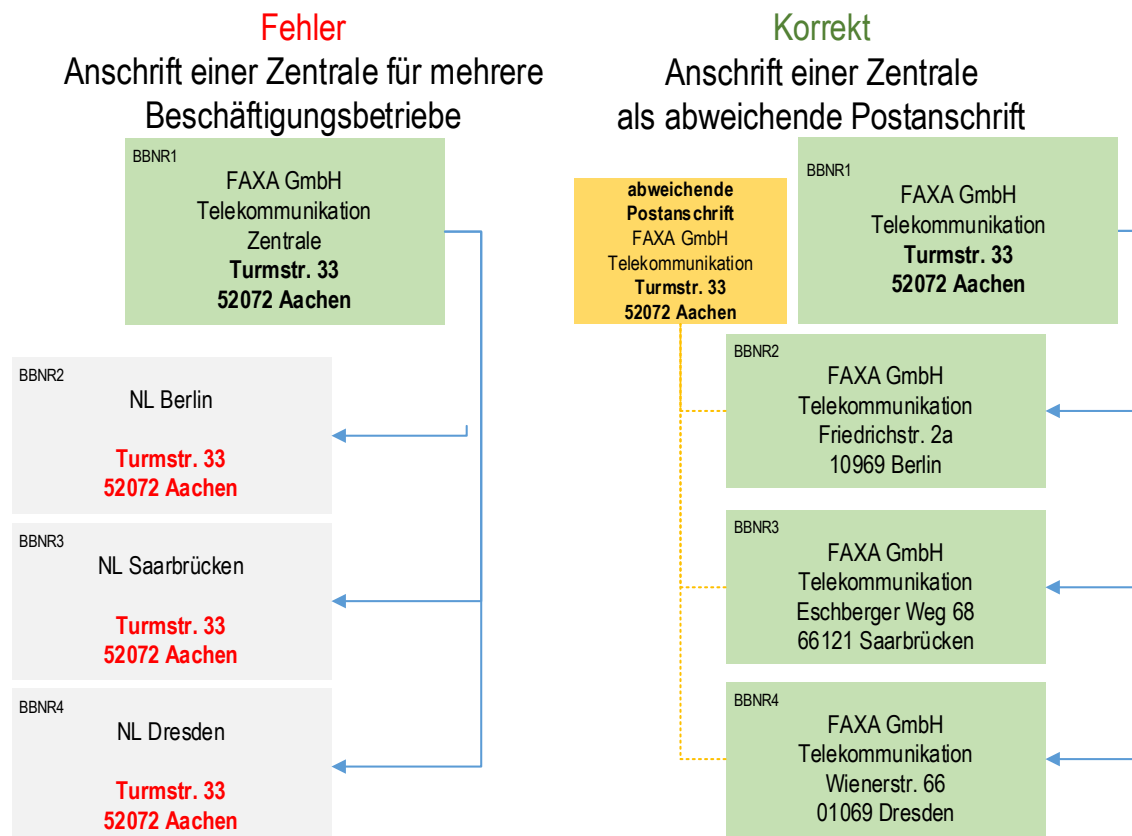 Fehler
Anschrift einer Zentrale für mehrere
Beschäftigungsbetriebe
BBNR1
FAXA GmbH
Telekommunikation
Zentrale
Turmstr. 33
52072 Aachen
BBNR2
NL Berlin
Turmstr. 33
52072 Aachen
BBNR3
NL Saarbrücken
Turmstr. 33
52072 Aachen
BBNR4
NL Dresden
Turmstr. 33
52072 Aachen
Korrekt
Anschrift einer Zentrale
als abweichende Postanschrift
abweichende
Postanschrift
FAXA GmbH
Telekommunikation
Turmstr. 33
52072 Aachen
BBNR1
FAXA GmbH
Telekommunikation
Turmstr. 33
52072 Aachen
BBNR2
FAXA GmbH
Telekommunikation
Friedrichstr. 2a
10969 Berlin
BBNR3
FAXA GmbH
Telekommunikation
Eschberger Weg 68
66121 Saarbrücken
BBNR4
FAXA GmbH
Telekommunikation
Wienerstr. 66
01069 Dresden